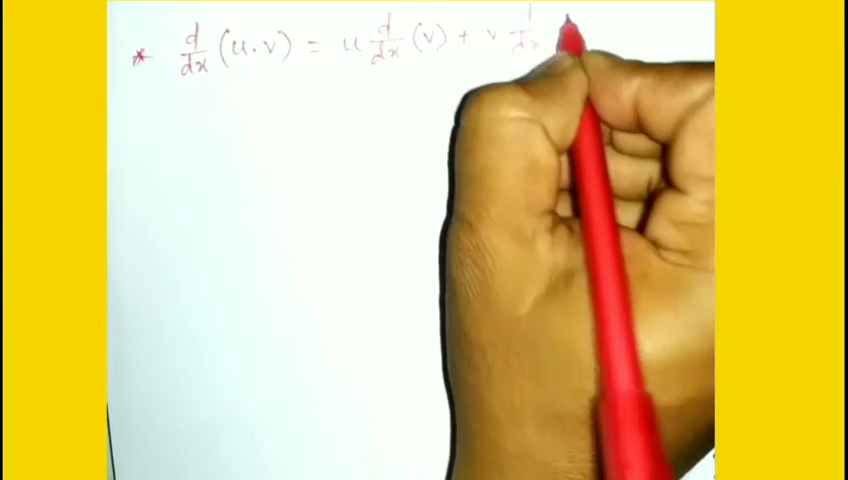 * d/dx (u.v) = u d/dx (v) + v d/dx